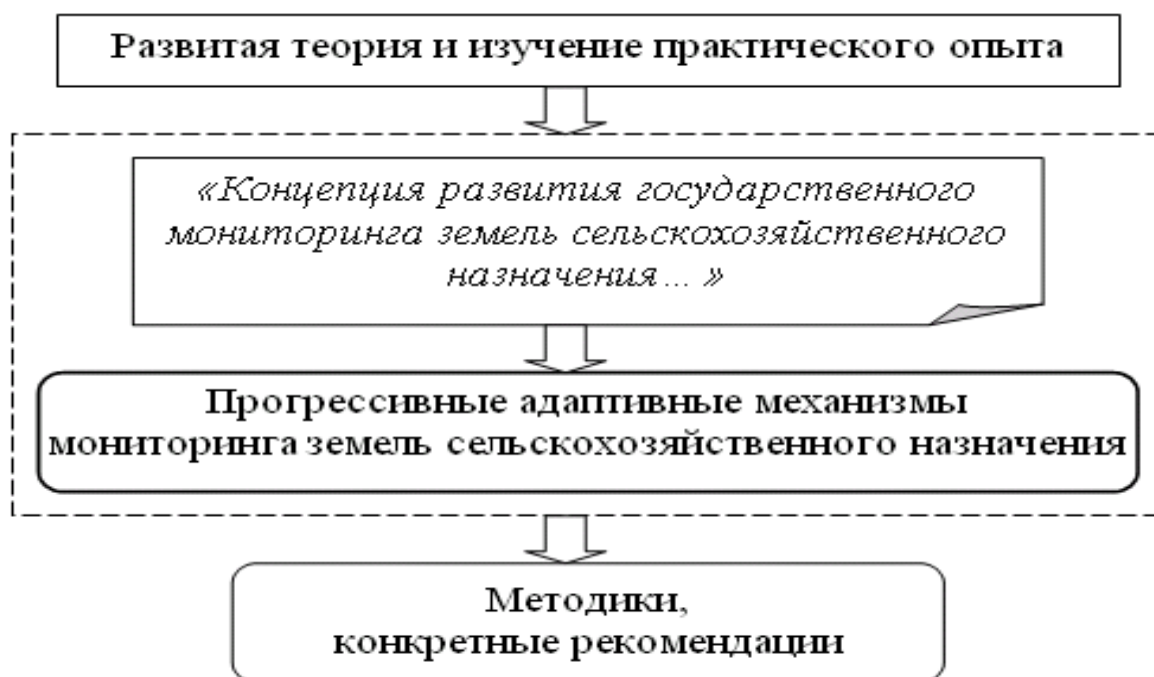 Развитая теория и изучение практического опыта
«Концепция развития государственного
мониторинга земель сельскохозяйственного
назначения... »
Прогрессивные адаптивные механизмы
мониторинга земель сельскохозяйственного назначения
Методики,
конкретные рекомендации